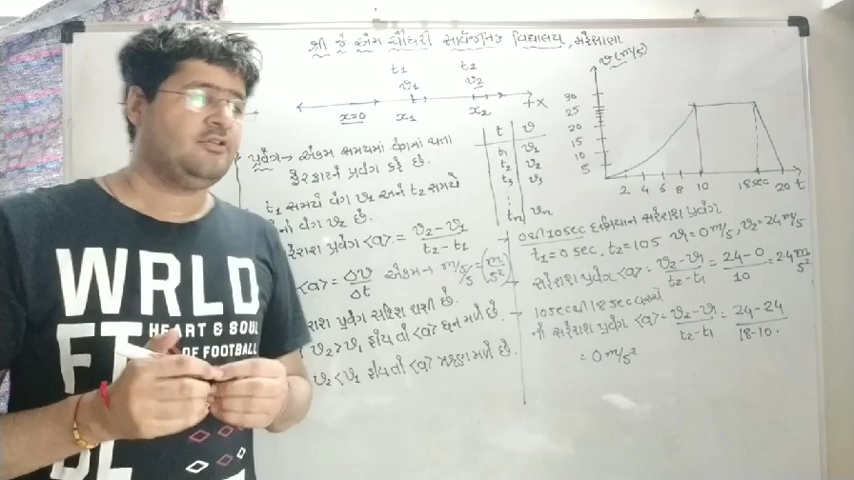 શ્રી જે એમ ચૌધરી સાર્વજનિક વિદ્યાલય, મહેસાણા
t₁ t₂
v₁ v₂
x=0 x₁ x₂ +x
પ્રવેગ → એકમ સમયમાં વેગમાં થતા
ફેરફારને પ્રવેગ કહે છે.
t₁ સમયે વેગ v₁ અને t₂ સમયે
નો વેગ v₂ છે.
સરેરાશ પ્રવેગ <a> = v₂-v₁ / t₂-t₁
<a> = Δv / Δt એકમ → m/s / s = (m / s²)
પ્રવેગ સદિશ રાશી છે.
v₂>v₁ હોય તો <a> ધન મળે છે.
v₂<v₁ હોય તો <a> ઋણ મળે છે.
t v
t₁ v₁
t₂ v₂
t₃ v₃
tₙ vₙ
v (m/s)
30
25
20
15
10
5
2 4 6 8 10 18sec 20 t
→ 0 થી 10sec દરમિયાન સરેરાશ પ્રવેગ
t₁=0 sec, t₂=10s v₁=0 m/s, v₂=24 m/s
સરેરાશ પ્રવેગ <a> = v₂-v₁ / t₂-t₁ = 24-0 / 10 = 2.4 m/s²
→ 10sec થી 18sec
નો સરેરાશ પ્રવેગ <a> = v₂-v₁ / t₂-t₁ = 24-24 / 18-10.
= 0 m/s²
WRLD
HEART & SOUL
OF FOOTBALL